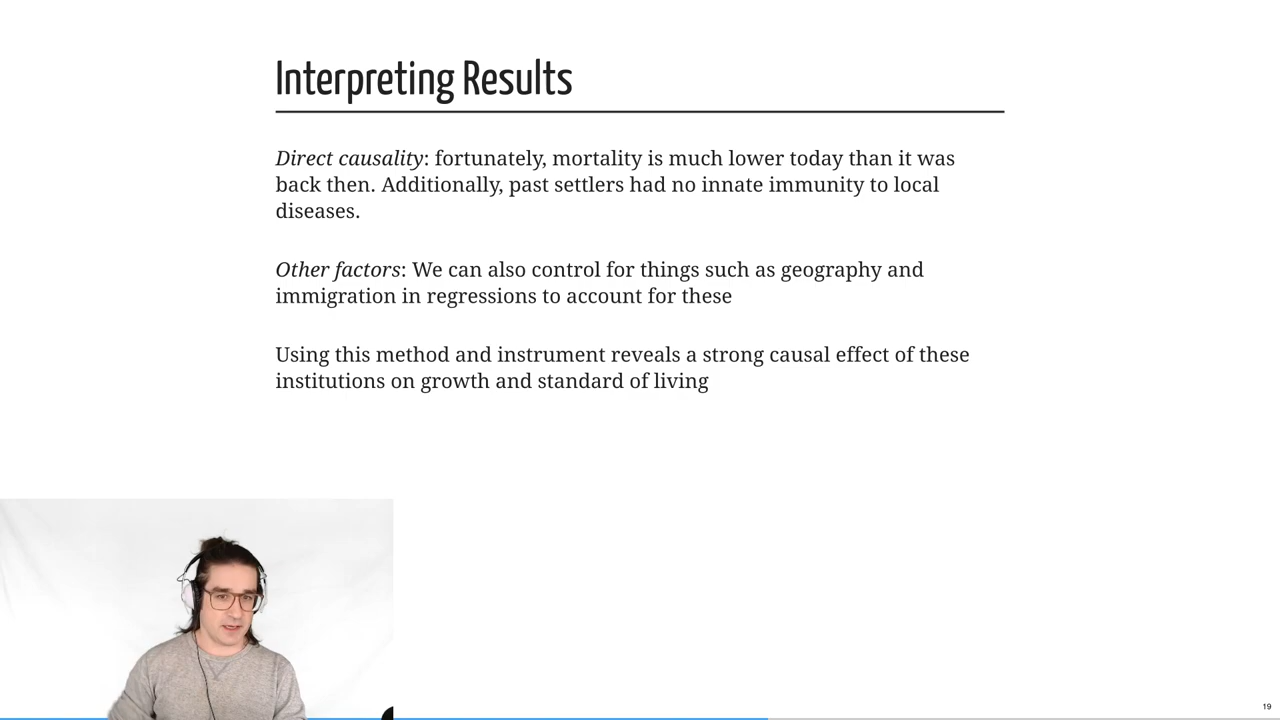 Interpreting Results
Direct causality: fortunately, mortality is much lower today than it was
back then. Additionally, past settlers had no innate immunity to local
diseases.
Other factors: We can also control for things such as geography and
immigration in regressions to account for these
Using this method and instrument reveals a strong causal effect of these
institutions on growth and standard of living
19